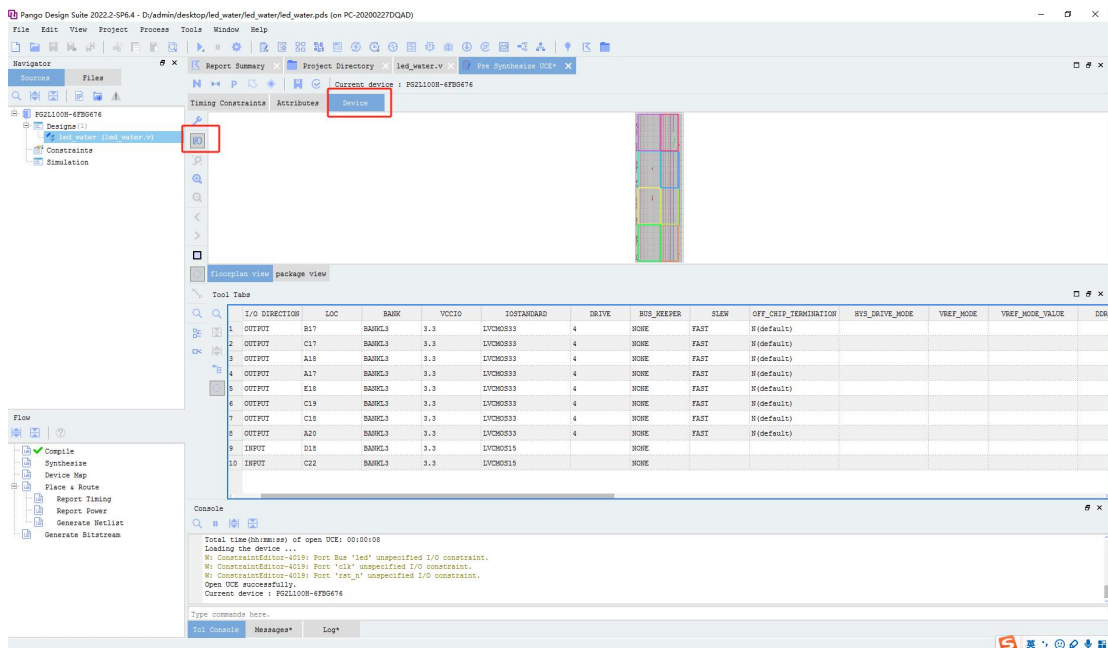 Pango Design Suite 2022.2-SP6.4 - D:/admin/desktop/led_water/led_water/led_water.pds (on PC-20200227DQAD)
File Edit View Project Process Tools Window Help
Navigator
Sources Files
PG2L100H-6FBG676
Designs(1)
led_water (led_water.v)
Constraints
Simulation
Report Summary Project Directory led_water.v Pre Synthesize UCE*
Current device : PG2L100H-6FBG676
Timing Constraints Attributes Device
I/O
floorplan view package view
Tool Tabs
I/O DIRECTION LOC BANK VCCIO IOSTANDARD DRIVE BUS_KEEPER SLEW OFF_CHIP_TERMINATION HYS_DRIVE_MODE VREF_MODE VREF_MODE_VALUE DDR
1 OUTPUT B17 BANKL3 3.3 LVCMOS33 4 NONE FAST N(default)
2 OUTPUT C17 BANKL3 3.3 LVCMOS33 4 NONE FAST N(default)
3 OUTPUT A18 BANKL3 3.3 LVCMOS33 4 NONE FAST N(default)
4 OUTPUT A17 BANKL3 3.3 LVCMOS33 4 NONE FAST N(default)
5 OUTPUT E18 BANKL3 3.3 LVCMOS33 4 NONE FAST N(default)
6 OUTPUT C19 BANKL3 3.3 LVCMOS33 4 NONE FAST N(default)
7 OUTPUT C18 BANKL3 3.3 LVCMOS33 4 NONE FAST N(default)
8 OUTPUT A20 BANKL3 3.3 LVCMOS33 4 NONE FAST N(default)
9 INPUT D18 BANKL3 3.3 LVCMOS15 NONE
10 INPUT C22 BANKL3 3.3 LVCMOS15 NONE
Flow
Compile
Synthesize
Device Map
Place & Route
Report Timing
Report Power
Generate Netlist
Generate Bitstream
Console
Total time(hh:mm:ss) of open UCE: 00:00:08
Loading the device ...
W: ConstraintEditor-4019: Port Bus 'led' unspecified I/O constraint.
W: ConstraintEditor-4019: Port 'clk' unspecified I/O constraint.
W: ConstraintEditor-4019: Port 'rst_n' unspecified I/O constraint.
Open UCE successfully.
Current device : PG2L100H-6FBG676
Type commands here.
Tcl Console Messages* Log*
英